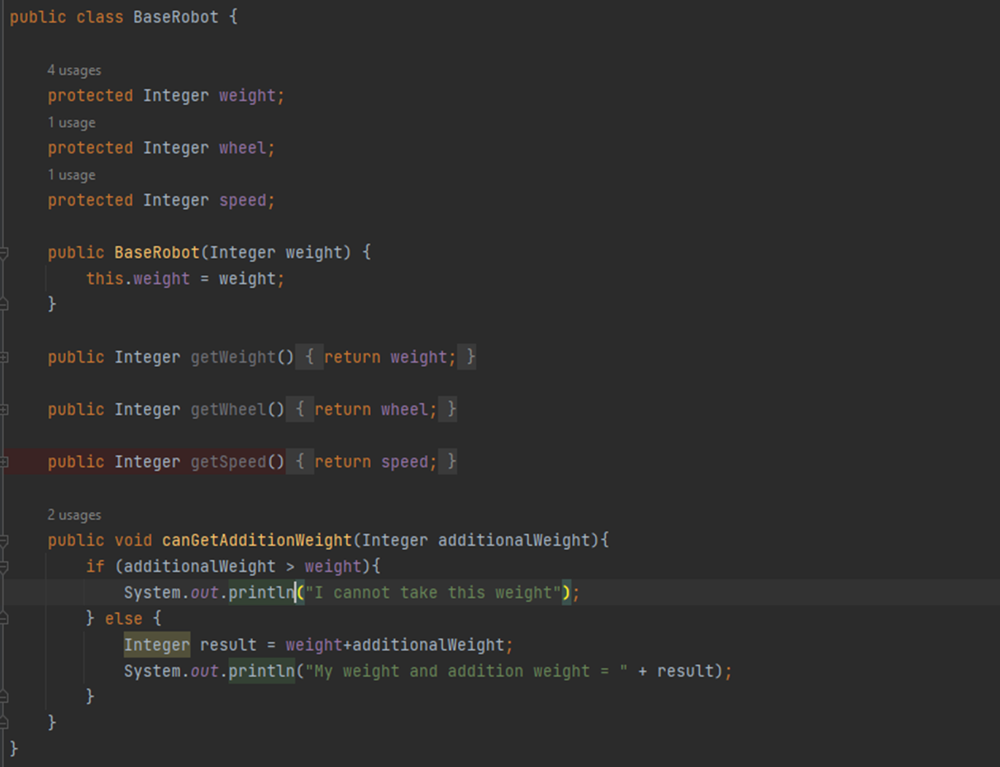 public class BaseRobot {
4 usages
protected Integer weight;
1 usage
protected Integer wheel;
1 usage
protected Integer speed;
public BaseRobot(Integer weight) {
this.weight = weight;
}
public Integer getWeight() { return weight; }
public Integer getWheel() { return wheel; }
public Integer getSpeed() { return speed; }
2 usages
public void canGetAdditionWeight(Integer additionalWeight){
if (additionalWeight > weight){
System.out.println("I cannot take this weight");
} else {
Integer result = weight+additionalWeight;
System.out.println("My weight and addition weight = " + result);
}
}
}